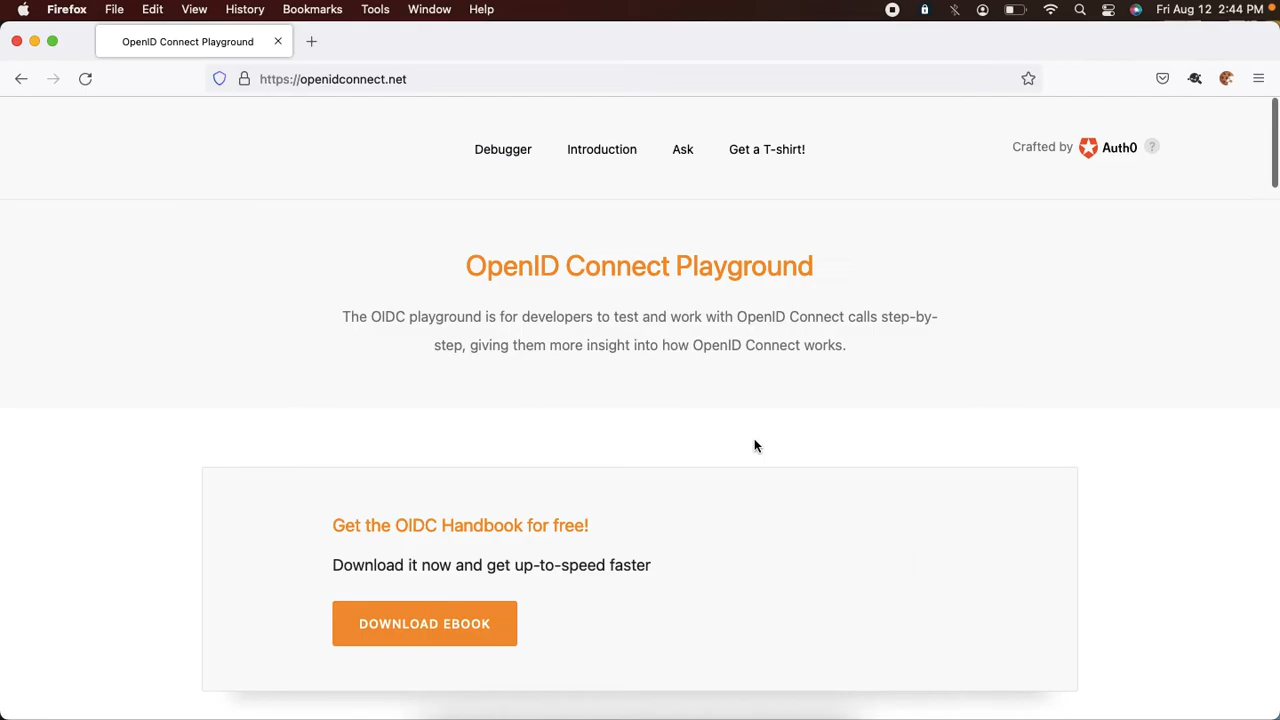 Firefox File Edit View History Bookmarks Tools Window Help Fri Aug 12 2:44 PM
OpenID Connect Playground
https://openidconnect.net
Debugger Introduction Ask Get a T-shirt! Crafted by Auth0 ?
OpenID Connect Playground
The OIDC playground is for developers to test and work with OpenID Connect calls step-by-
step, giving them more insight into how OpenID Connect works.
Get the OIDC Handbook for free!
Download it now and get up-to-speed faster
DOWNLOAD EBOOK